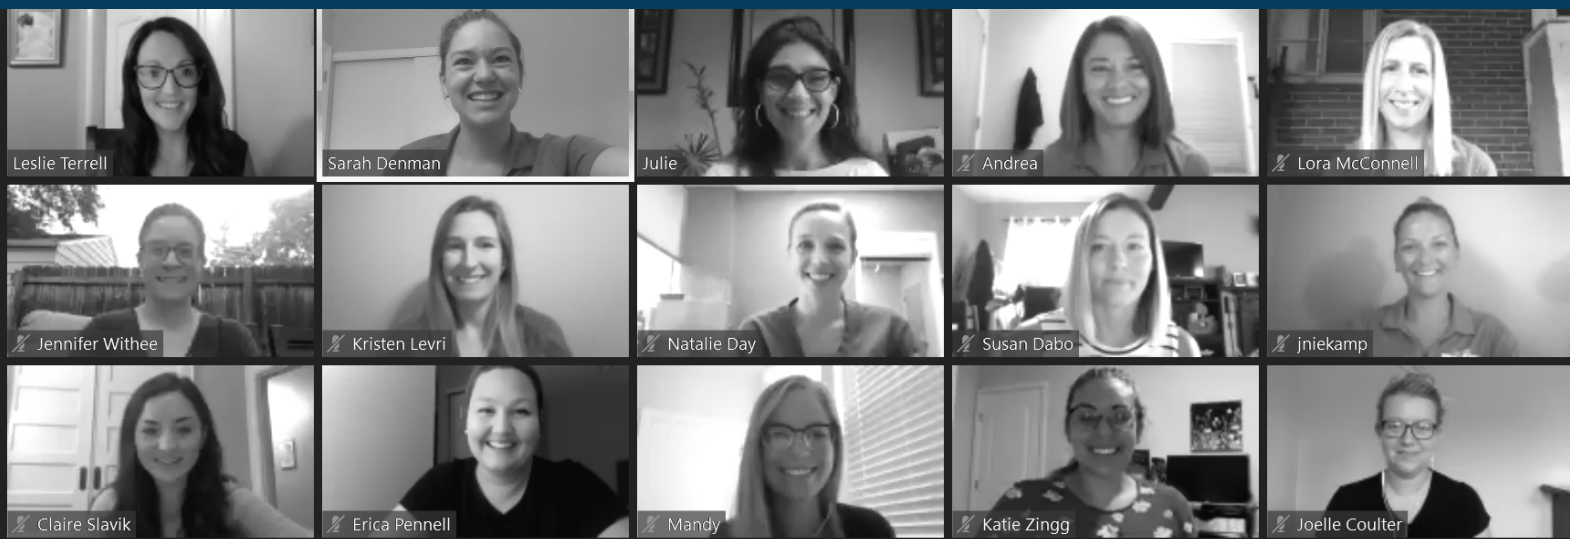 Leslie Terrell
Sarah Denman
Julie
Andrea
Lora McConnell
Jennifer Withee
Kristen Levri
Natalie Day
Susan Dabo
jniekamp
Claire Slavik
Erica Pennell
Mandy
Katie Zingg
Joelle Coulter